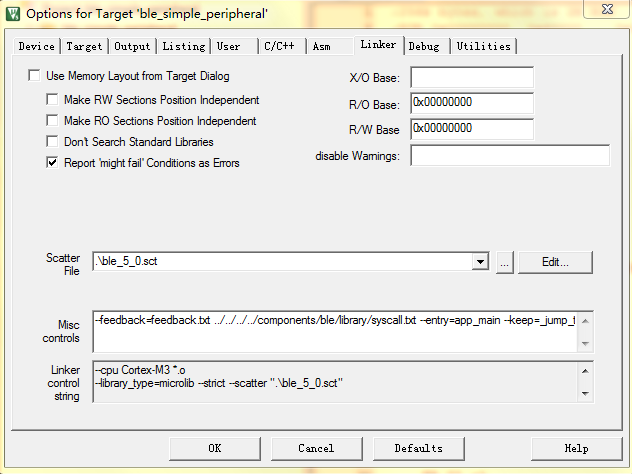 Options for Target 'ble_simple_peripheral'
Device Target Output Listing User C/C++ Asm Linker Debug Utilities
Use Memory Layout from Target Dialog
Make RW Sections Position Independent
Make RO Sections Position Independent
Don't Search Standard Libraries
Report 'might fail' Conditions as Errors
X/O Base:
R/O Base: 0x00000000
R/W Base 0x00000000
disable Warnings:
Scatter File .\ble_5_0.sct ... Edit...
Misc controls --feedback=feedback.txt ../../../../components/ble/library/syscall.txt --entry=app_main --keep=_jump_
Linker control string --cpu Cortex-M3 *.o
--library_type=microlib --strict --scatter ".\ble_5_0.sct"
OK Cancel Defaults Help